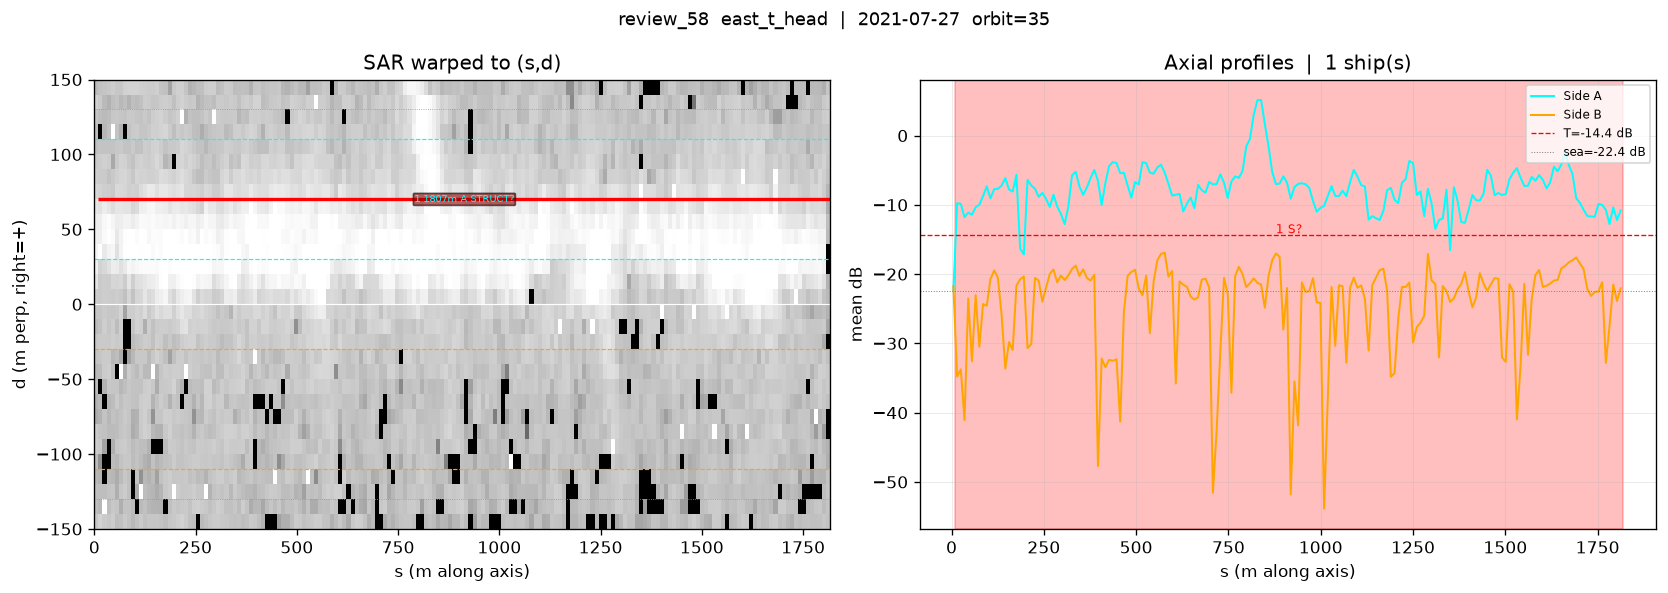 review_58 east_t_head | 2021-07-27 orbit=35
SAR warped to (s,d)
150
100
50
0
−50
−100
−150
d (m perp, right=+)
1 1807m A STRUCT?
0
250
500
750
1000
1250
1500
1750
s (m along axis)
Axial profiles | 1 ship(s)
Side A
Side B
T=-14.4 dB
sea=-22.4 dB
1 S?
0
−10
−20
−30
−40
−50
mean dB
0
250
500
750
1000
1250
1500
1750
s (m along axis)